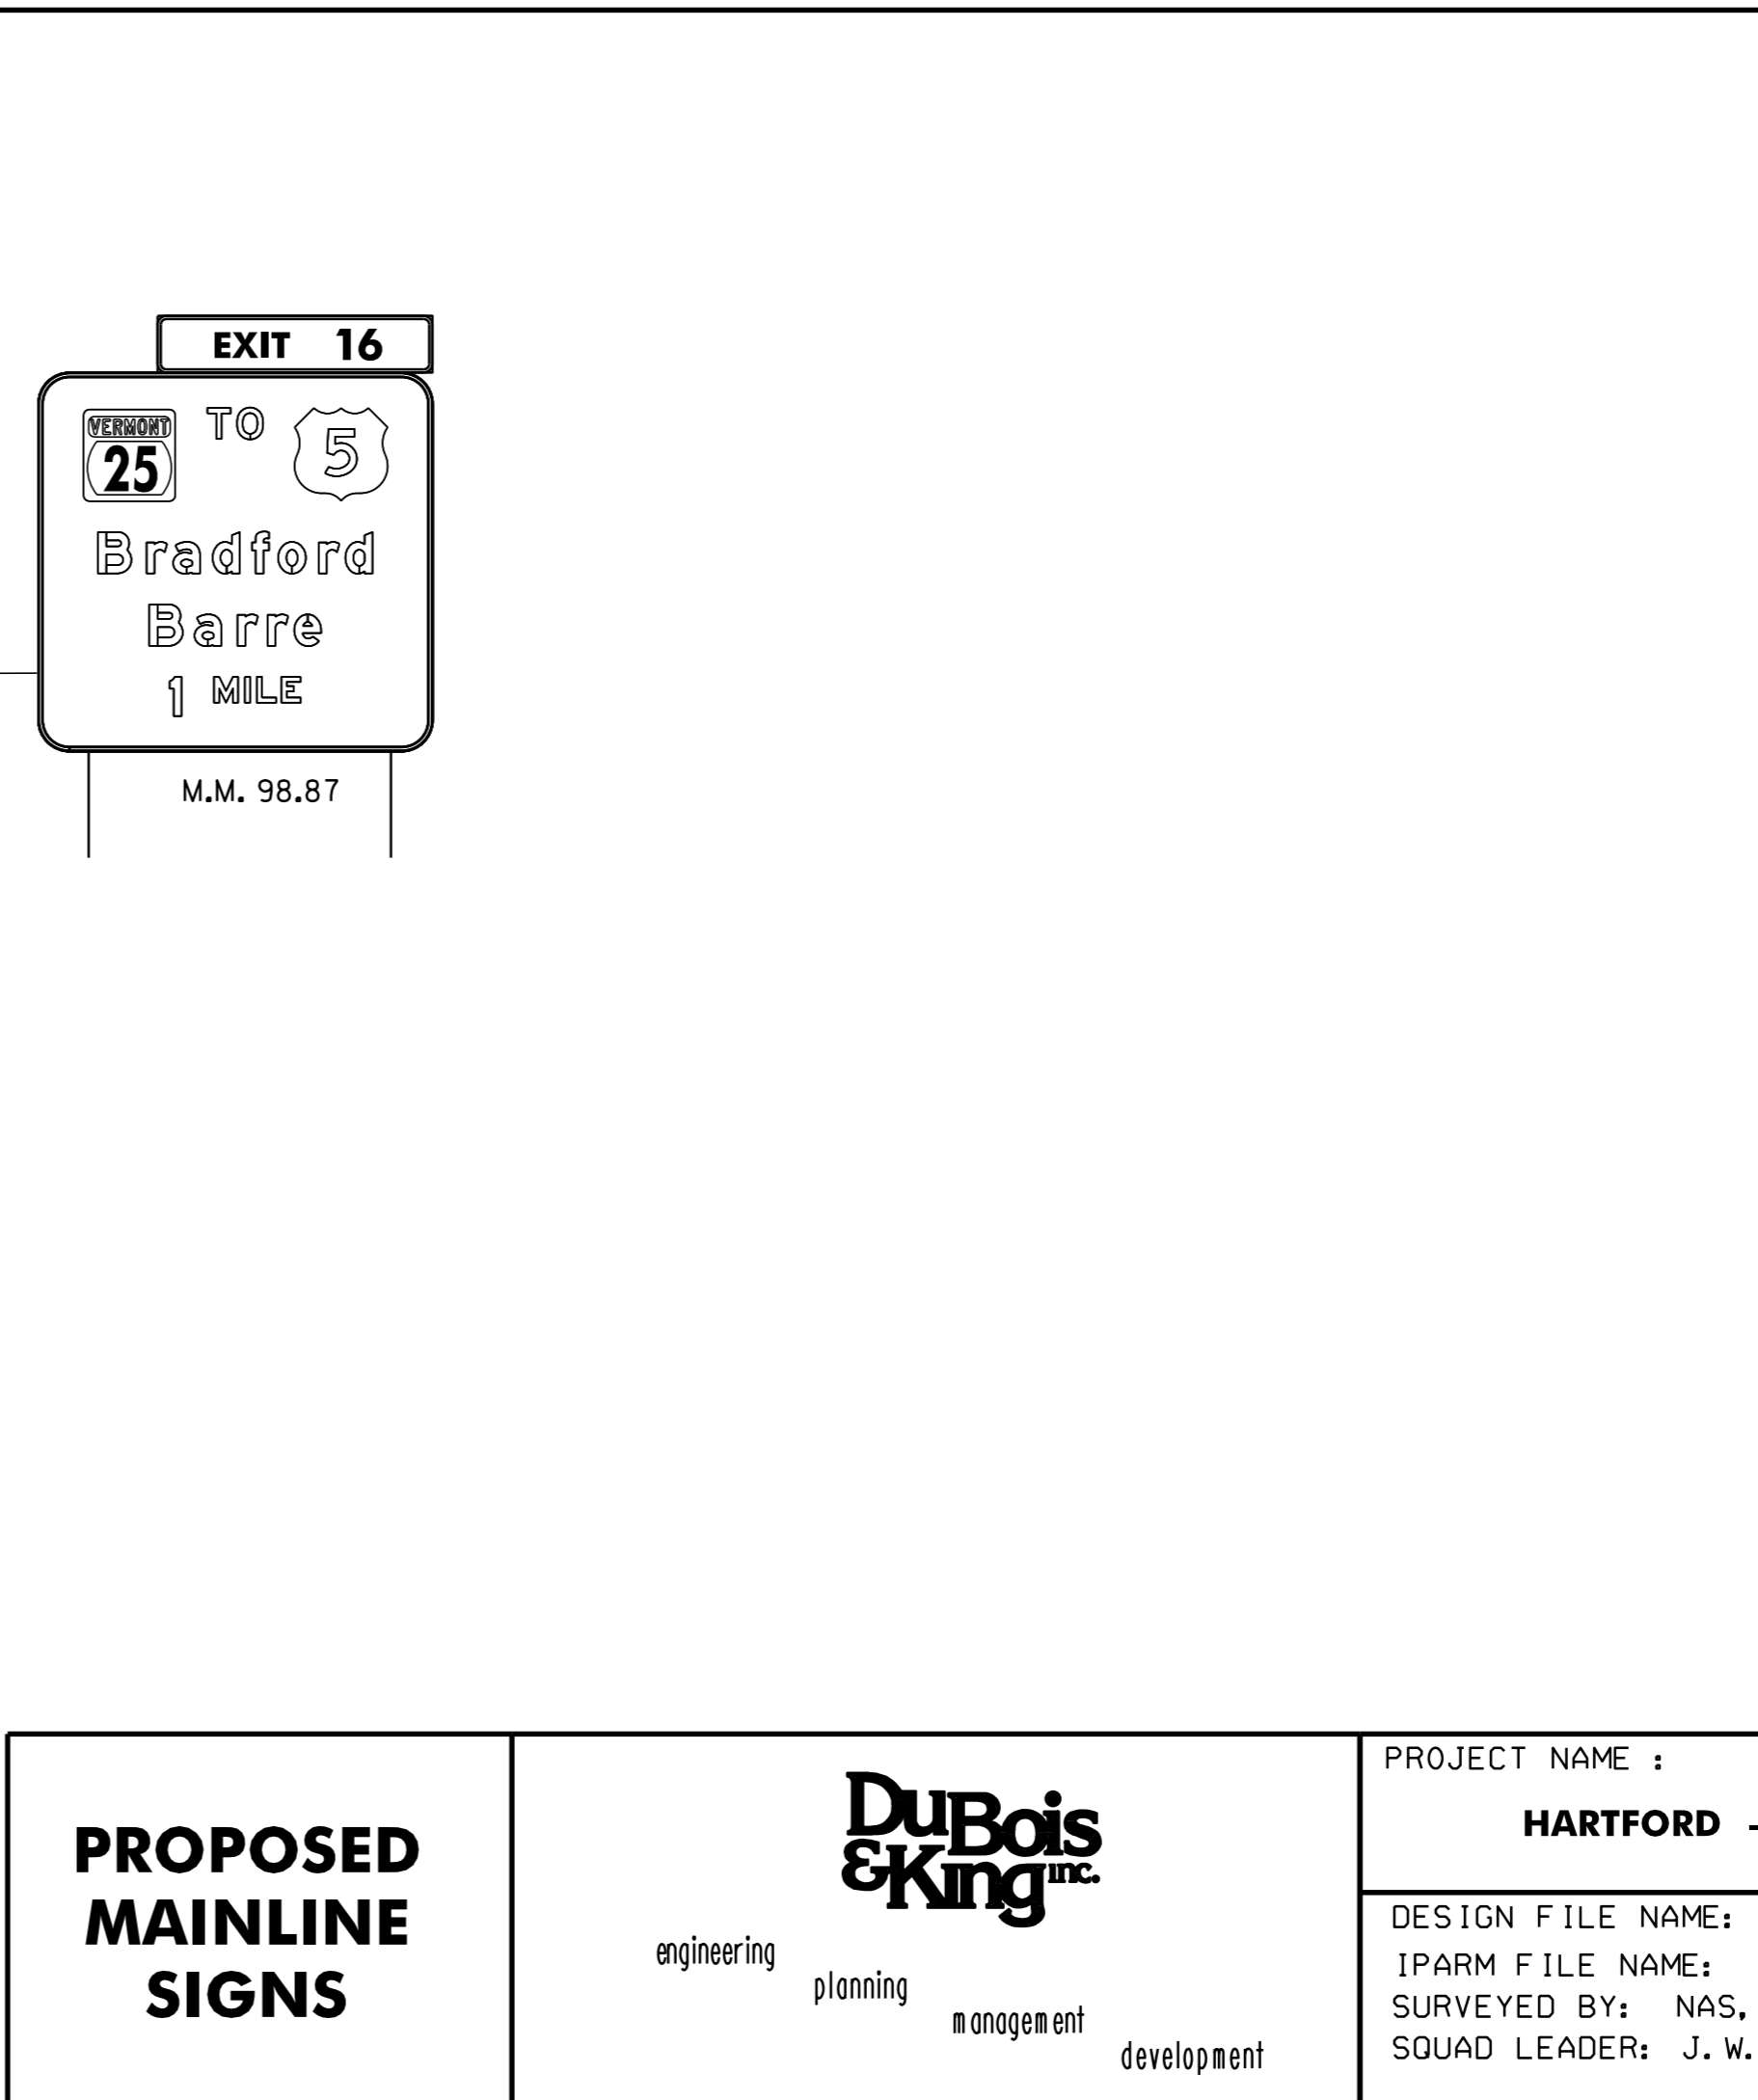 EXIT 16
VERMONT
25
TO
5
Bradford
Barre
1 MILE
M.M. 98.87
PROPOSED
MAINLINE
SIGNS
DuBois
&King inc.
engineering
planning
management
development
PROJECT NAME :
HARTFORD -
DESIGN FILE NAME:
IPARM FILE NAME:
SURVEYED BY: NAS,
SQUAD LEADER: J.W.